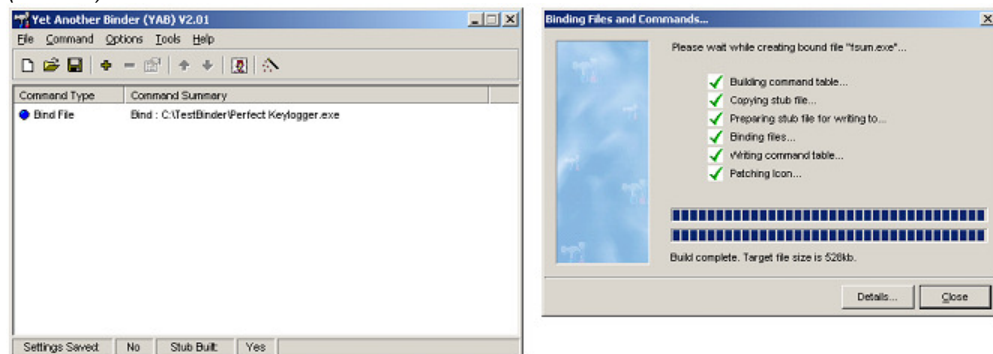 Yet Another Binder (YAB) V2.01
File Command Options Tools Help
Command Type Command Summary
Bind File Bind : C:\TestBinder\Perfect Keylogger.exe
Settings Saved: No Stub Built: Yes
Binding Files and Commands...
Please wait while creating bound file "fsum.exe"...
Building command table...
Copying stub file...
Preparing stub file for writing to...
Binding files...
Writing command table...
Patching Icon...
Build complete. Target file size is 528kb.
Details... Close